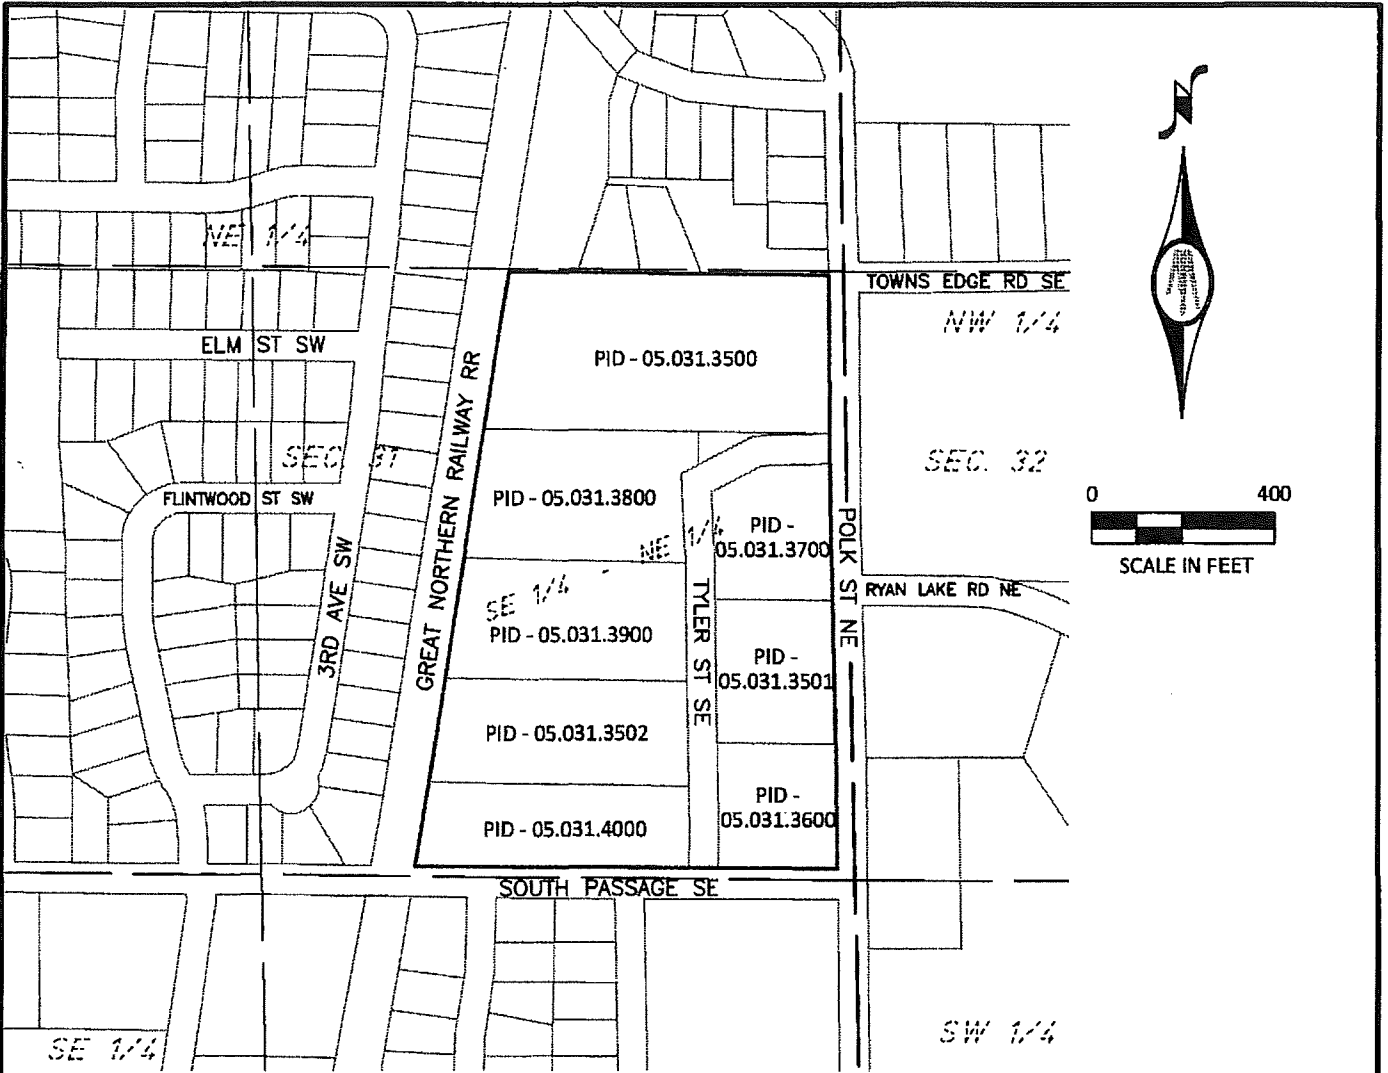 N
NE 1/4
TOWNS EDGE RD SE
NW 1/4
ELM ST SW
PID - 05.031.3500
GREAT NORTHERN RAILWAY RR
SEC. 31
SEC. 32
FLINTWOOD ST SW
PID - 05.031.3800
0 400
SCALE IN FEET
NE 1/4
PID -
05.031.3700
POLK ST NE
RYAN LAKE RD NE
3RD AVE SW
SE 1/4
TYLER ST SE
PID - 05.031.3900
PID -
05.031.3501
PID - 05.031.3502
PID -
05.031.3600
PID - 05.031.4000
SOUTH PASSAGE SE
SE 1/4
SW 1/4